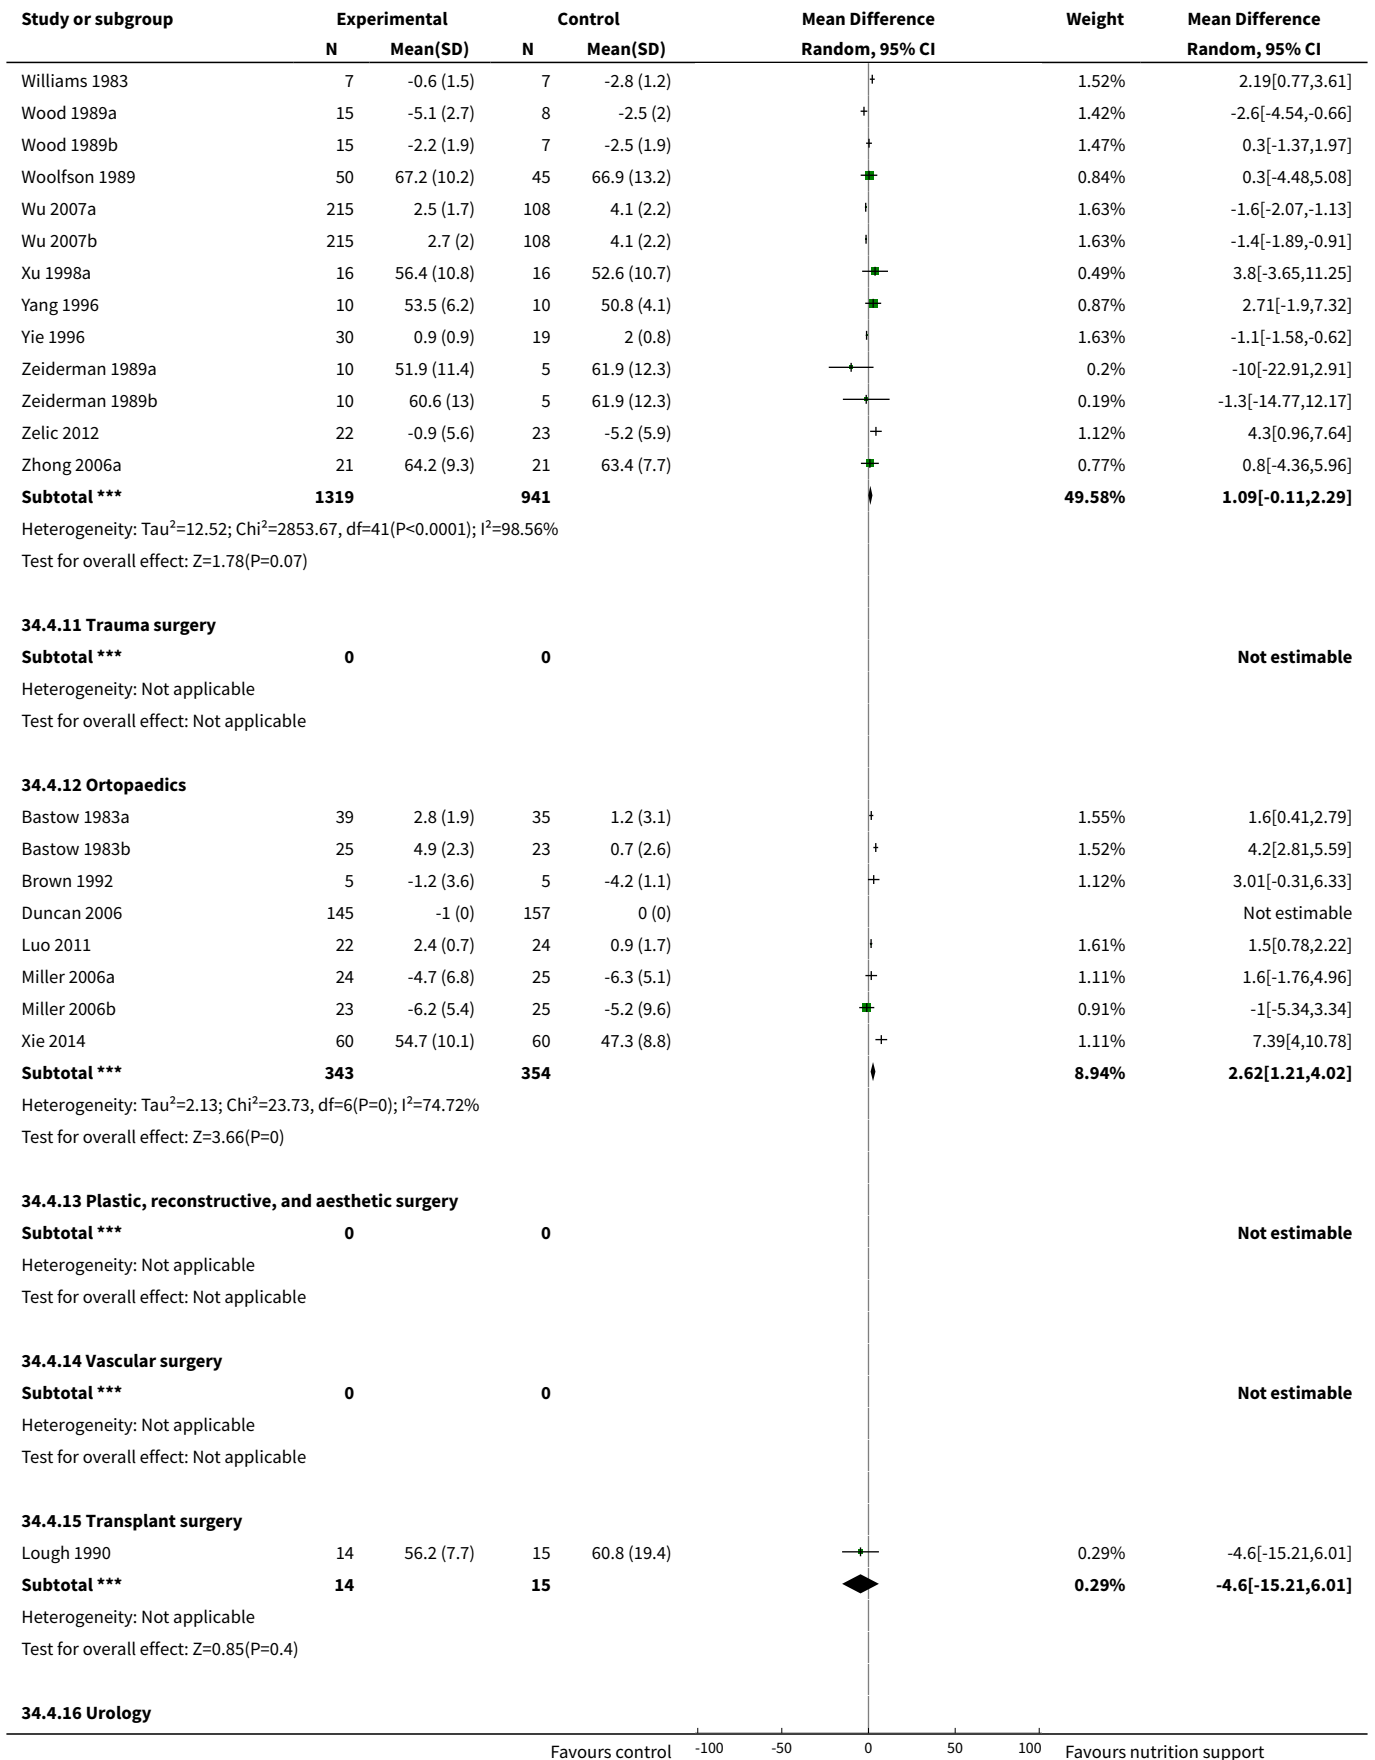 Study or subgroup Experimental Control Mean Difference Weight Mean Difference
N Mean(SD) N Mean(SD) Random, 95% CI Random, 95% CI
Williams 1983 7 -0.6 (1.5) 7 -2.8 (1.2) 1.52% 2.19[0.77,3.61]
Wood 1989a 15 -5.1 (2.7) 8 -2.5 (2) 1.42% -2.6[-4.54,-0.66]
Wood 1989b 15 -2.2 (1.9) 7 -2.5 (1.9) 1.47% 0.3[-1.37,1.97]
Woolfson 1989 50 67.2 (10.2) 45 66.9 (13.2) 0.84% 0.3[-4.48,5.08]
Wu 2007a 215 2.5 (1.7) 108 4.1 (2.2) 1.63% -1.6[-2.07,-1.13]
Wu 2007b 215 2.7 (2) 108 4.1 (2.2) 1.63% -1.4[-1.89,-0.91]
Xu 1998a 16 56.4 (10.8) 16 52.6 (10.7) 0.49% 3.8[-3.65,11.25]
Yang 1996 10 53.5 (6.2) 10 50.8 (4.1) 0.87% 2.71[-1.9,7.32]
Yie 1996 30 0.9 (0.9) 19 2 (0.8) 1.63% -1.1[-1.58,-0.62]
Zeiderman 1989a 10 51.9 (11.4) 5 61.9 (12.3) 0.2% -10[-22.91,2.91]
Zeiderman 1989b 10 60.6 (13) 5 61.9 (12.3) 0.19% -1.3[-14.77,12.17]
Zelic 2012 22 -0.9 (5.6) 23 -5.2 (5.9) 1.12% 4.3[0.96,7.64]
Zhong 2006a 21 64.2 (9.3) 21 63.4 (7.7) 0.77% 0.8[-4.36,5.96]
Subtotal *** 1319 941 49.58% 1.09[-0.11,2.29]
Heterogeneity: Tau²=12.52; Chi²=2853.67, df=41(P<0.0001); I²=98.56%
Test for overall effect: Z=1.78(P=0.07)
34.4.11 Trauma surgery
Subtotal *** 0 0 Not estimable
Heterogeneity: Not applicable
Test for overall effect: Not applicable
34.4.12 Ortopaedics
Bastow 1983a 39 2.8 (1.9) 35 1.2 (3.1) 1.55% 1.6[0.41,2.79]
Bastow 1983b 25 4.9 (2.3) 23 0.7 (2.6) 1.52% 4.2[2.81,5.59]
Brown 1992 5 -1.2 (3.6) 5 -4.2 (1.1) 1.12% 3.01[-0.31,6.33]
Duncan 2006 145 -1 (0) 157 0 (0) Not estimable
Luo 2011 22 2.4 (0.7) 24 0.9 (1.7) 1.61% 1.5[0.78,2.22]
Miller 2006a 24 -4.7 (6.8) 25 -6.3 (5.1) 1.11% 1.6[-1.76,4.96]
Miller 2006b 23 -6.2 (5.4) 25 -5.2 (9.6) 0.91% -1[-5.34,3.34]
Xie 2014 60 54.7 (10.1) 60 47.3 (8.8) 1.11% 7.39[4,10.78]
Subtotal *** 343 354 8.94% 2.62[1.21,4.02]
Heterogeneity: Tau²=2.13; Chi²=23.73, df=6(P=0); I²=74.72%
Test for overall effect: Z=3.66(P=0)
34.4.13 Plastic, reconstructive, and aesthetic surgery
Subtotal *** 0 0 Not estimable
Heterogeneity: Not applicable
Test for overall effect: Not applicable
34.4.14 Vascular surgery
Subtotal *** 0 0 Not estimable
Heterogeneity: Not applicable
Test for overall effect: Not applicable
34.4.15 Transplant surgery
Lough 1990 14 56.2 (7.7) 15 60.8 (19.4) 0.29% -4.6[-15.21,6.01]
Subtotal *** 14 15 0.29% -4.6[-15.21,6.01]
Heterogeneity: Not applicable
Test for overall effect: Z=0.85(P=0.4)
34.4.16 Urology
Favours control -100 -50 0 50 100 Favours nutrition support